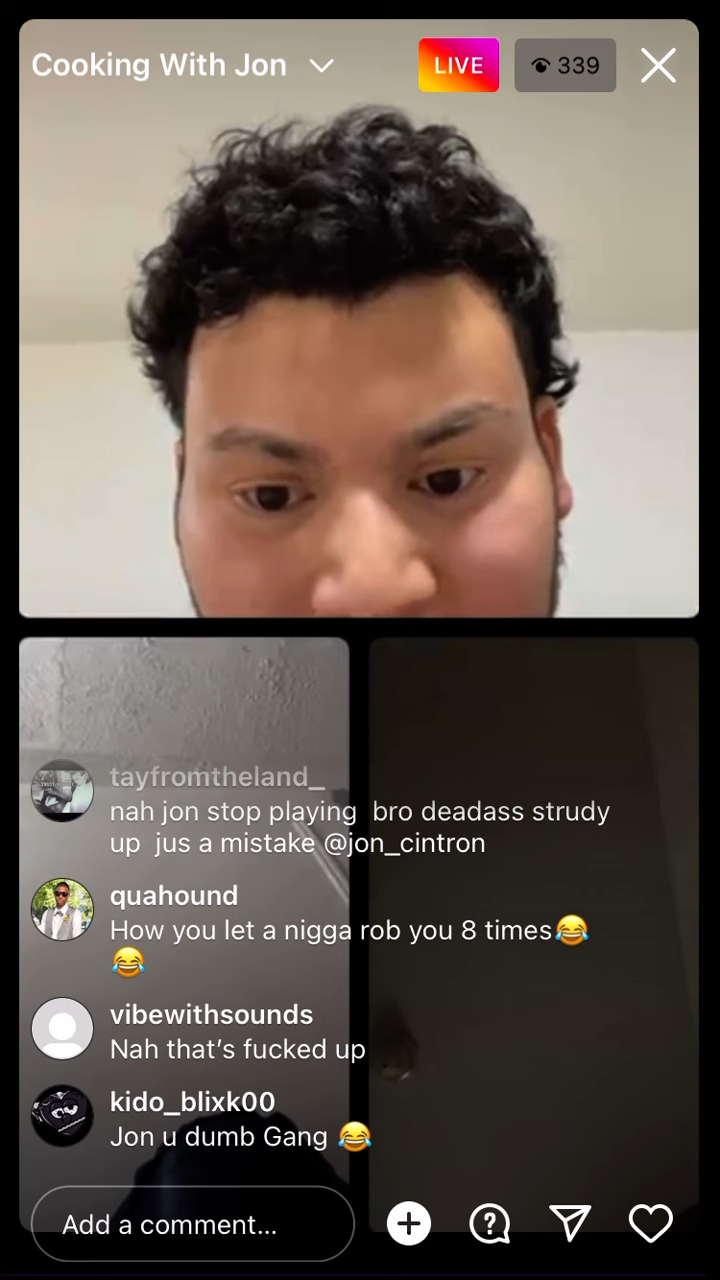 Cooking With Jon
LIVE
339
tayfromtheland_
nah jon stop playing bro deadass strudy
up jus a mistake @jon_cintron
quahound
How you let a nigga rob you 8 times😂
😂
vibewithsounds
Nah that’s fucked up
kido_blixk00
Jon u dumb Gang 😂
Add a comment...